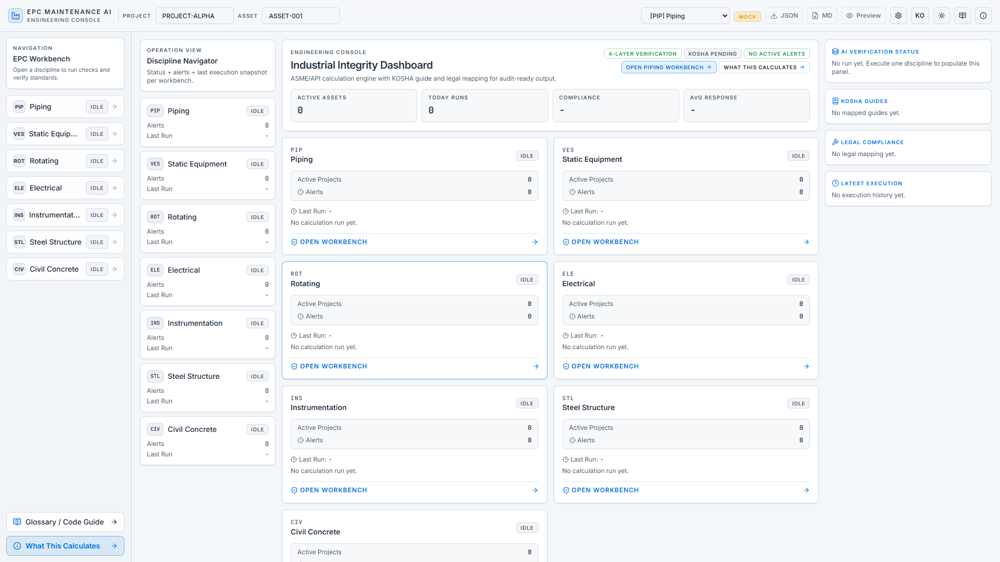 EPC MAINTENANCE AI
ENGINEERING CONSOLE
PROJECT
PROJECT-ALPHA
ASSET
ASSET-001
[PIP] Piping
MOCK
JSON
MD
Preview
KO
NAVIGATION
EPC Workbench
Open a discipline to run checks and
verify standards.
PIP Piping IDLE
VES Static Equip... IDLE
ROT Rotating IDLE
ELE Electrical IDLE
INS Instrumentat... IDLE
STL Steel Structure IDLE
CIV Civil Concrete IDLE
Glossary / Code Guide
What This Calculates
OPERATION VIEW
Discipline Navigator
Status + alerts + last execution snapshot
per workbench.
PIP Piping IDLE
Alerts 0
Last Run -
VES Static Equipment IDLE
Alerts 0
Last Run -
ROT Rotating IDLE
Alerts 0
Last Run -
ELE Electrical IDLE
Alerts 0
Last Run -
INS Instrumentation IDLE
Alerts 0
Last Run -
STL Steel Structure IDLE
Alerts 0
Last Run -
CIV Civil Concrete IDLE
Alerts 0
Last Run -
ENGINEERING CONSOLE
Industrial Integrity Dashboard
ASME/API calculation engine with KOSHA guide and legal mapping for audit-ready output.
4-LAYER VERIFICATION
KOSHA PENDING
NO ACTIVE ALERTS
OPEN PIPING WORKBENCH
WHAT THIS CALCULATES
ACTIVE ASSETS
0
TODAY RUNS
0
COMPLIANCE
-
AVG RESPONSE
-
PIP
Piping
IDLE
Active Projects 0
Alerts 0
Last Run: -
No calculation run yet.
OPEN WORKBENCH
VES
Static Equipment
IDLE
Active Projects 0
Alerts 0
Last Run: -
No calculation run yet.
OPEN WORKBENCH
ROT
Rotating
IDLE
Active Projects 0
Alerts 0
Last Run: -
No calculation run yet.
OPEN WORKBENCH
ELE
Electrical
IDLE
Active Projects 0
Alerts 0
Last Run: -
No calculation run yet.
OPEN WORKBENCH
INS
Instrumentation
IDLE
Active Projects 0
Alerts 0
Last Run: -
No calculation run yet.
OPEN WORKBENCH
STL
Steel Structure
IDLE
Active Projects 0
Alerts 0
Last Run: -
No calculation run yet.
OPEN WORKBENCH
CIV
Civil Concrete
IDLE
Active Projects 0
AI VERIFICATION STATUS
No run yet. Execute one discipline to populate this
panel.
KOSHA GUIDES
No mapped guides yet.
LEGAL COMPLIANCE
No legal mapping yet.
LATEST EXECUTION
No execution history yet.